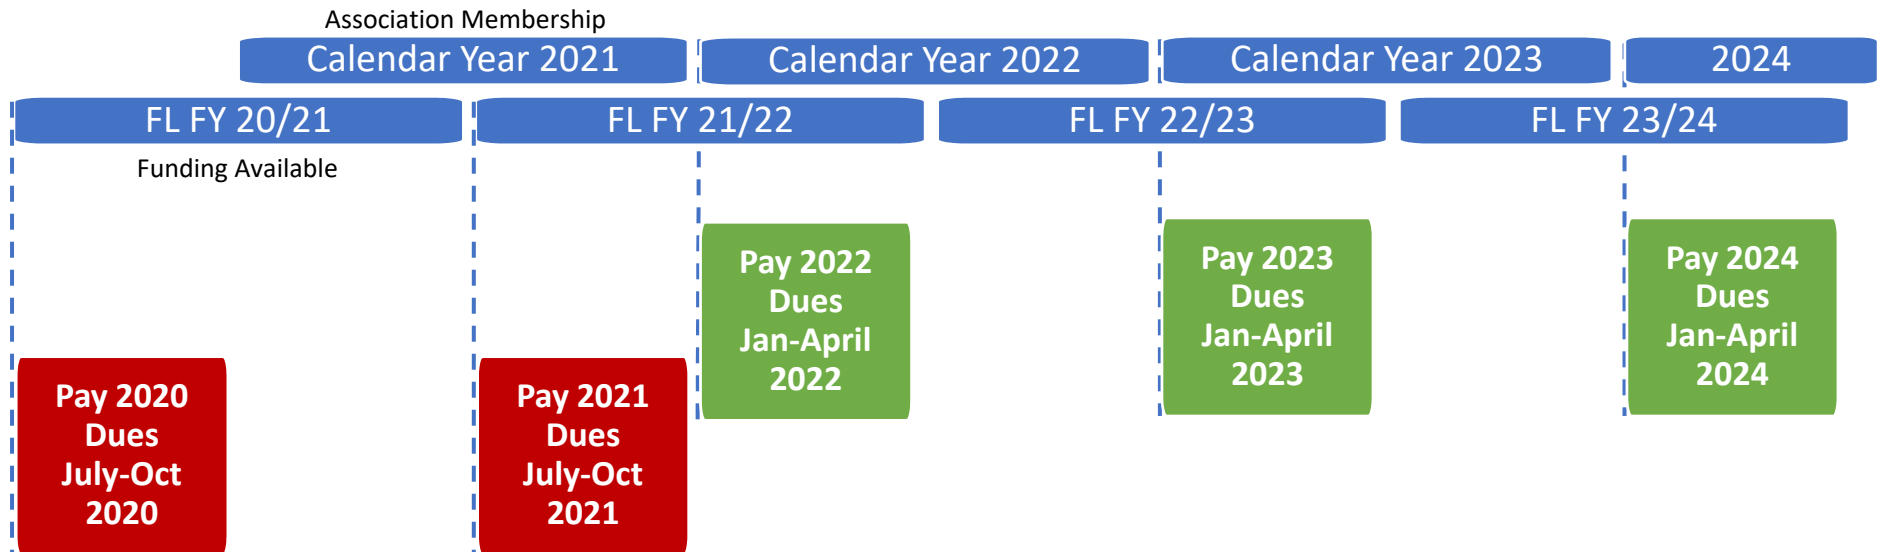 Association Membership
Calendar Year 2021
Calendar Year 2022
Calendar Year 2023
2024
FL FY 20/21
FL FY 21/22
FL FY 22/23
FL FY 23/24
Funding Available
Pay 2020
Dues
July-Oct
2020
Pay 2021
Dues
July-Oct
2021
Pay 2022
Dues
Jan-April
2022
Pay 2023
Dues
Jan-April
2023
Pay 2024
Dues
Jan-April
2024